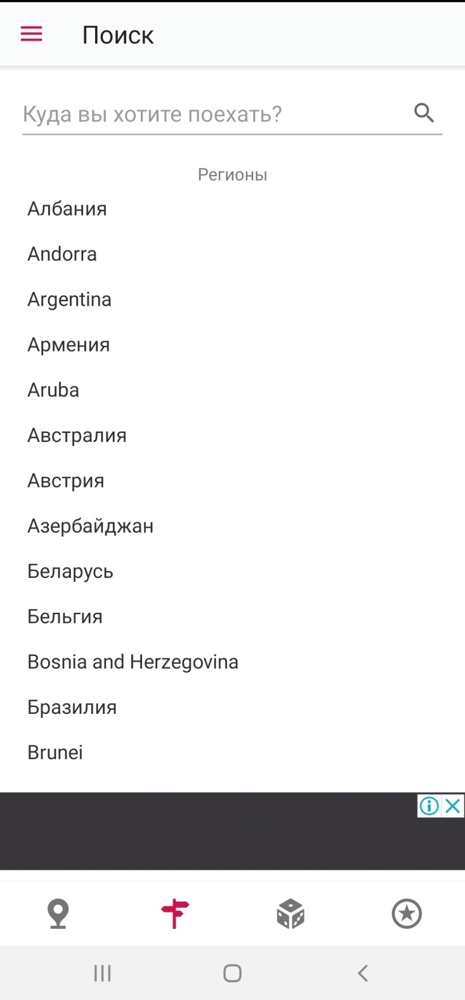 Поиск
Куда вы хотите поехать?
Регионы
Албания
Andorra
Argentina
Армения
Aruba
Австралия
Австрия
Азербайджан
Беларусь
Бельгия
Bosnia and Herzegovina
Бразилия
Brunei